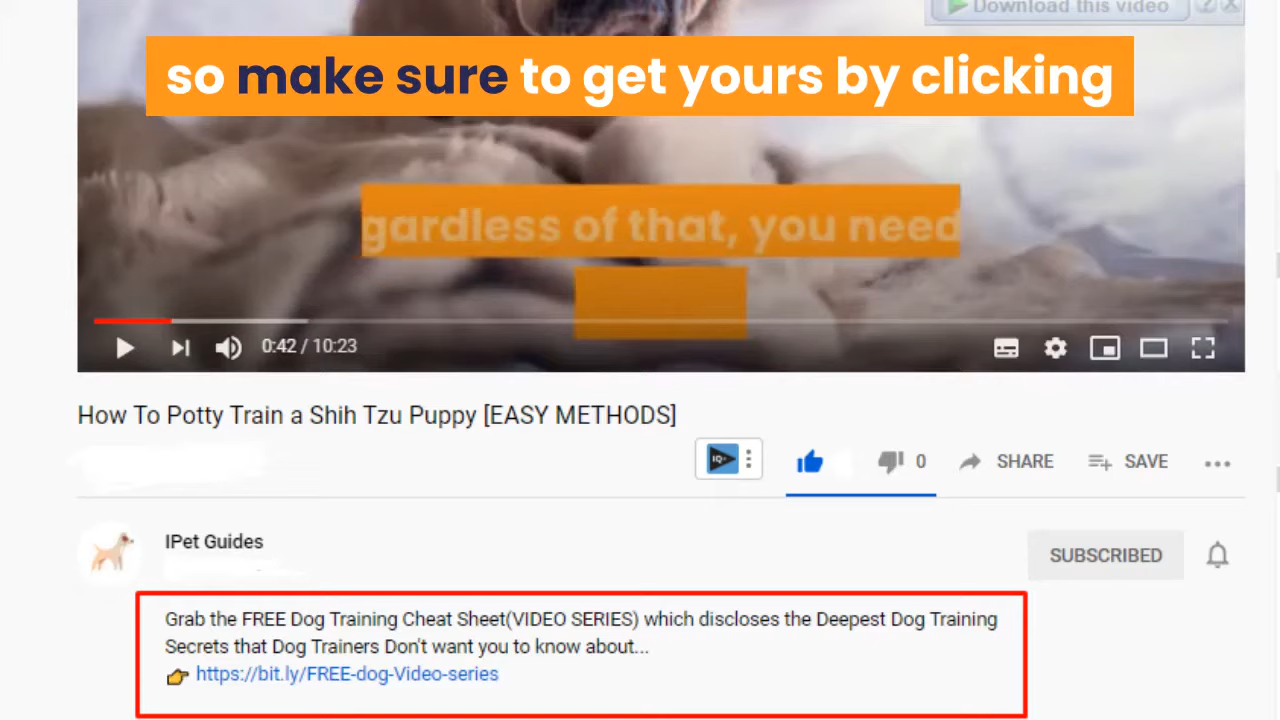 Download this video
so make sure to get yours by clicking
gardless of that, you need
0:42 / 10:23
How To Potty Train a Shih Tzu Puppy [EASY METHODS]
IQ
0
SHARE
SAVE
IPet Guides
SUBSCRIBED
Grab the FREE Dog Training Cheat Sheet(VIDEO SERIES) which discloses the Deepest Dog Training
Secrets that Dog Trainers Don't want you to know about...
https://bit.ly/FREE-dog-Video-series